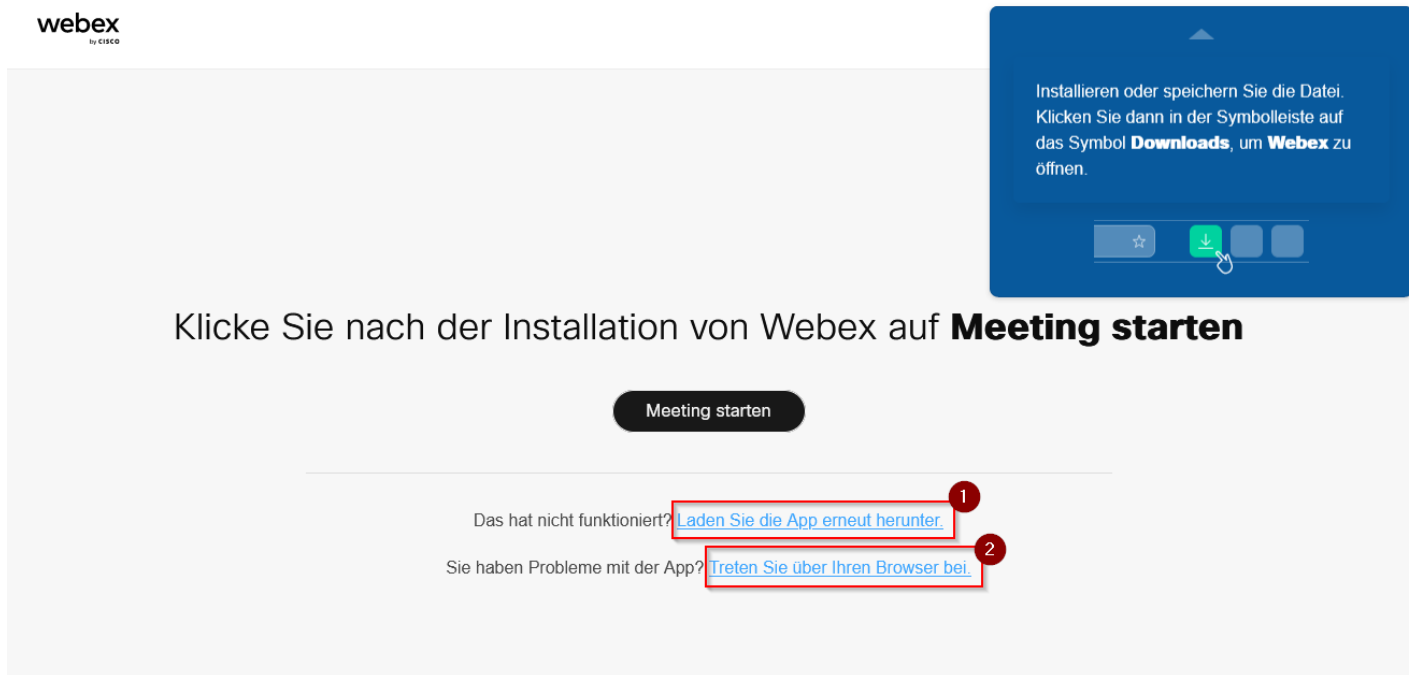 webex
by CISCO
Installieren oder speichern Sie die Datei.
Klicken Sie dann in der Symbolleiste auf
das Symbol Downloads, um Webex zu
öffnen.
Klicke Sie nach der Installation von Webex auf Meeting starten
Meeting starten
1
Das hat nicht funktioniert? Laden Sie die App erneut herunter.
2
Sie haben Probleme mit der App? Treten Sie über Ihren Browser bei.